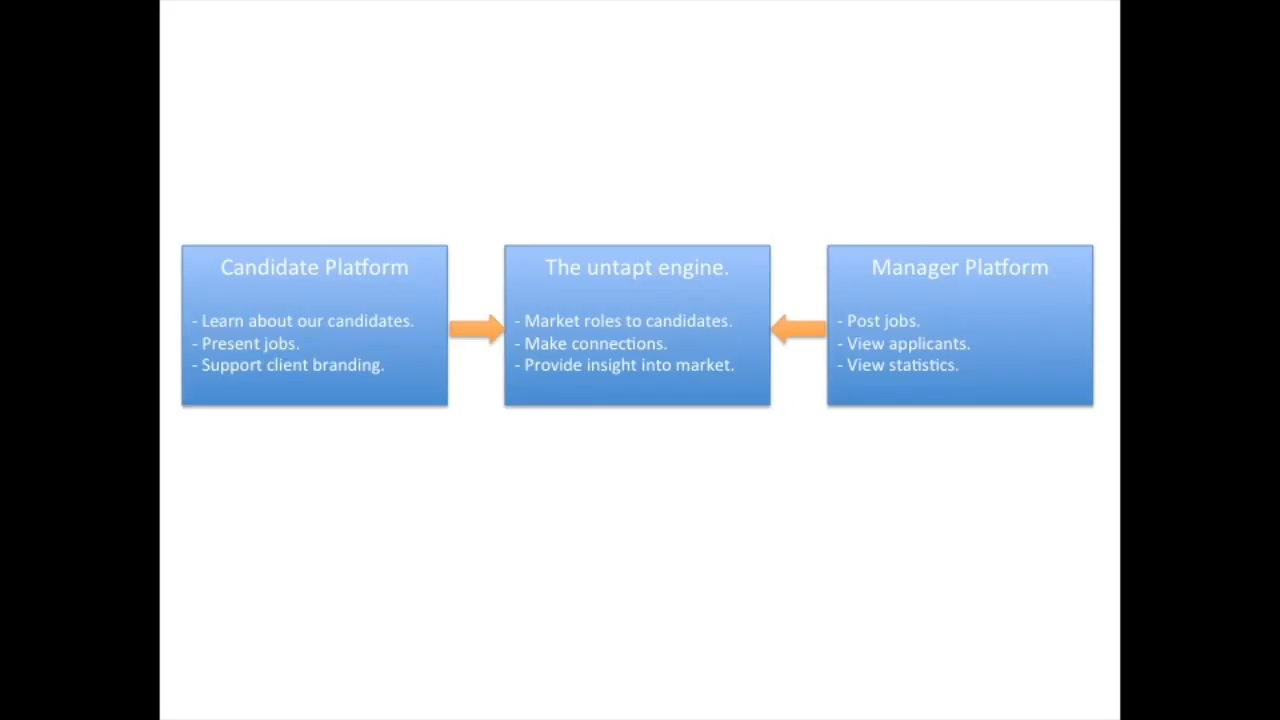 Candidate Platform
- Learn about our candidates.
- Present jobs.
- Support client branding.
The untapt engine.
- Market roles to candidates.
- Make connections.
- Provide insight into market.
Manager Platform
- Post jobs.
- View applicants.
- View statistics.